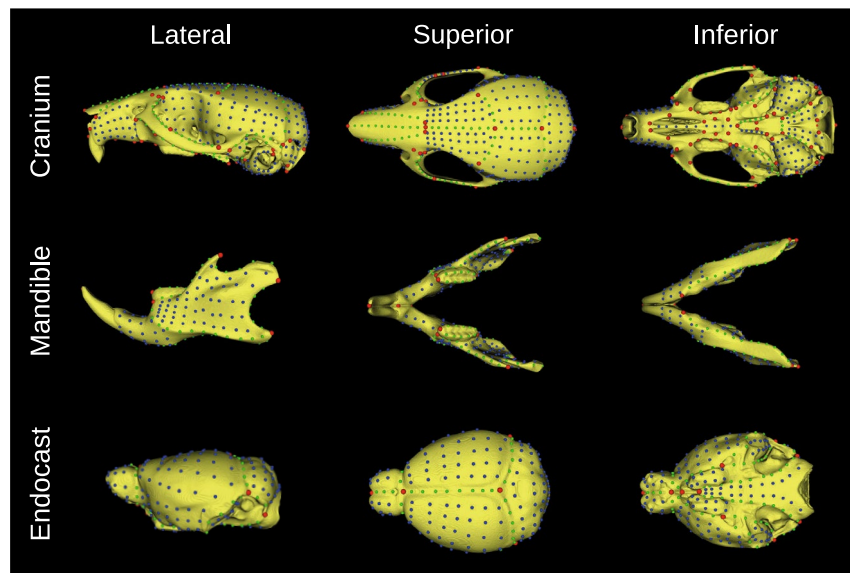 Lateral
Superior
Inferior
Cranium
Mandible
Endocast